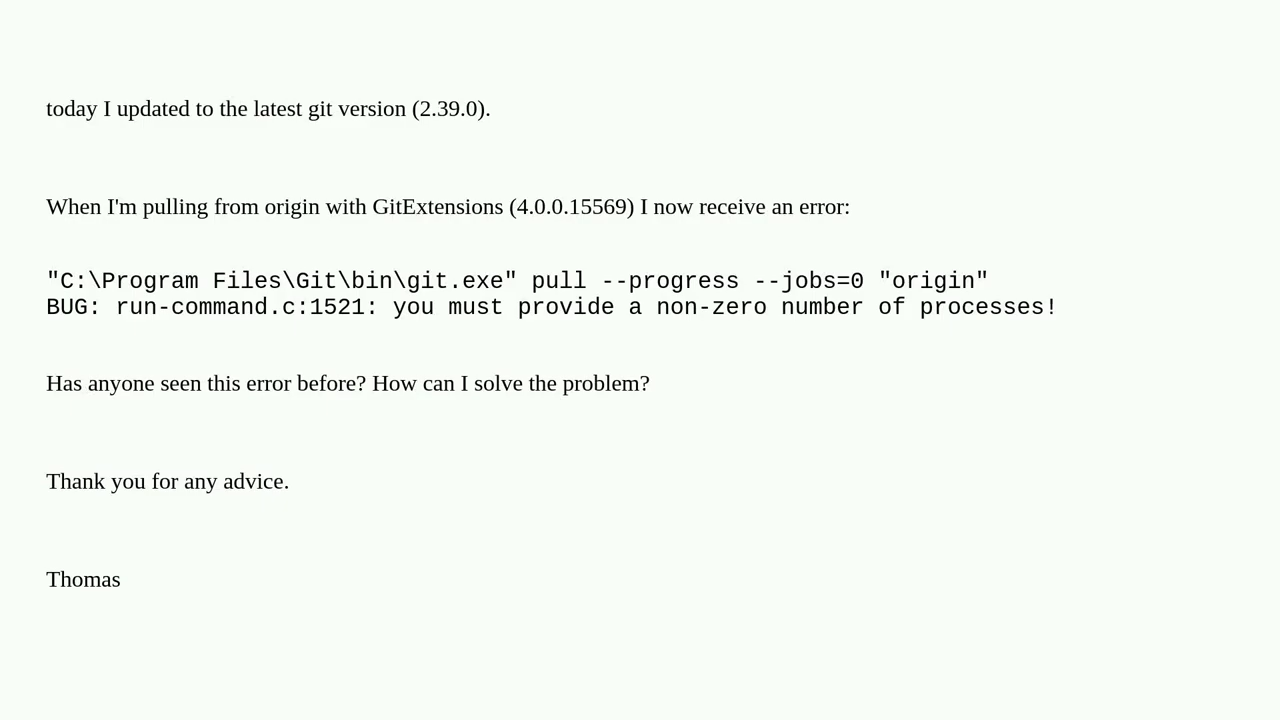 today I updated to the latest git version (2.39.0).
When I'm pulling from origin with GitExtensions (4.0.0.15569) I now receive an error:
"C:\Program Files\Git\bin\git.exe" pull --progress --jobs=0 "origin"
BUG: run-command.c:1521: you must provide a non-zero number of processes!
Has anyone seen this error before? How can I solve the problem?
Thank you for any advice.
Thomas